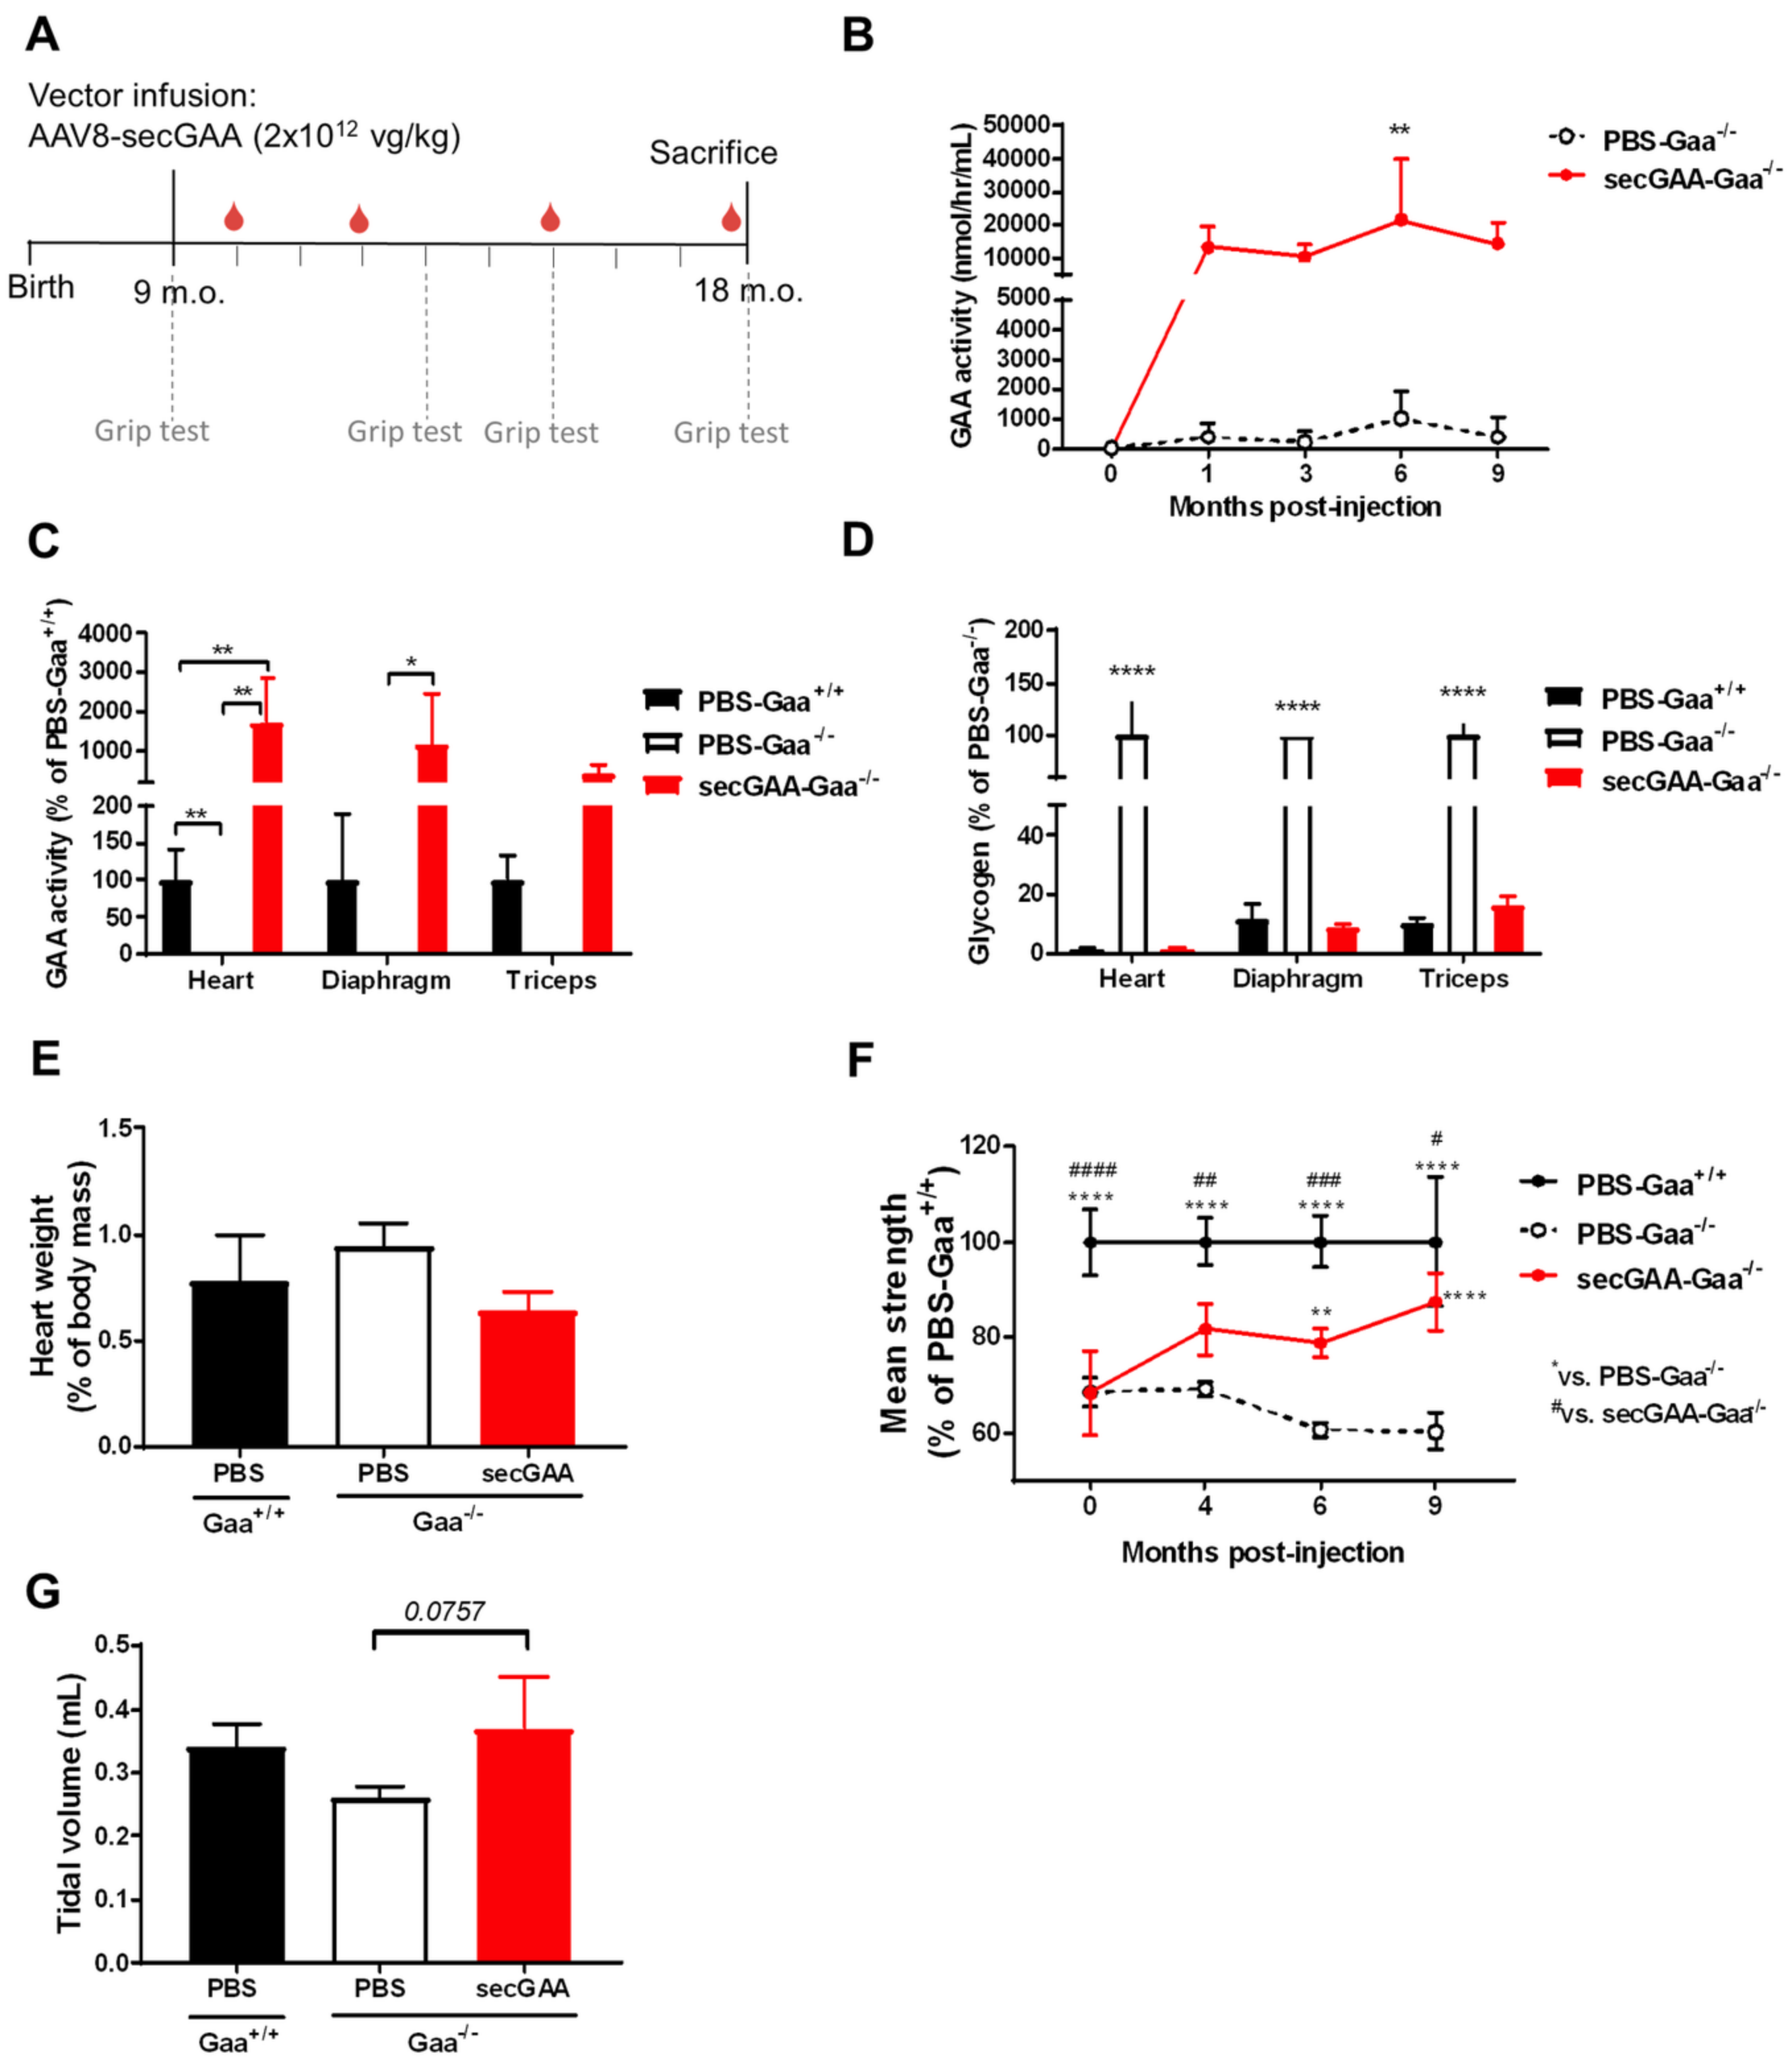 A
Vector infusion:
AAV8-secGAA (2x10¹² vg/kg)
Sacrifice
Birth
9 m.o.
18 m.o.
Grip test
Grip test
Grip test
Grip test
B
GAA activity (nmol/hr/mL)
50000
40000
30000
20000
10000
5000
4000
3000
2000
1000
0
**
0
1
3
6
9
Months post-injection
PBS-Gaa-/-
secGAA-Gaa-/-
C
GAA activity (% of PBS-Gaa+/+)
4000
3000
2000
1000
200
150
100
50
0
**
**
**
*
Heart
Diaphragm
Triceps
PBS-Gaa+/+
PBS-Gaa-/-
secGAA-Gaa-/-
D
Glycogen (% of PBS-Gaa-/-)
200
150
100
40
20
0
****
****
****
Heart
Diaphragm
Triceps
PBS-Gaa+/+
PBS-Gaa-/-
secGAA-Gaa-/-
E
Heart weight
(% of body mass)
1.5
1.0
0.5
0.0
PBS
PBS
secGAA
Gaa+/+
Gaa-/-
F
Mean strength
(% of PBS-Gaa+/+)
120
100
80
60
####
****
##
****
###
****
#
****
**
****
0
4
6
9
Months post-injection
PBS-Gaa+/+
PBS-Gaa-/-
secGAA-Gaa-/-
*vs. PBS-Gaa-/-
#vs. secGAA-Gaa-/-
G
Tidal volume (mL)
0.5
0.4
0.3
0.2
0.1
0.0
0.0757
PBS
PBS
secGAA
Gaa+/+
Gaa-/-